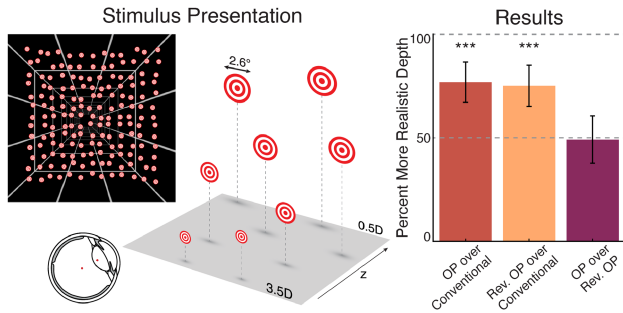 Stimulus Presentation
2.6°
0.5D
3.5D
z
Results
Percent More Realistic Depth
100
50
0
***
***
OP over
Conventional
Rev. OP over
Conventional
OP over
Rev. OP